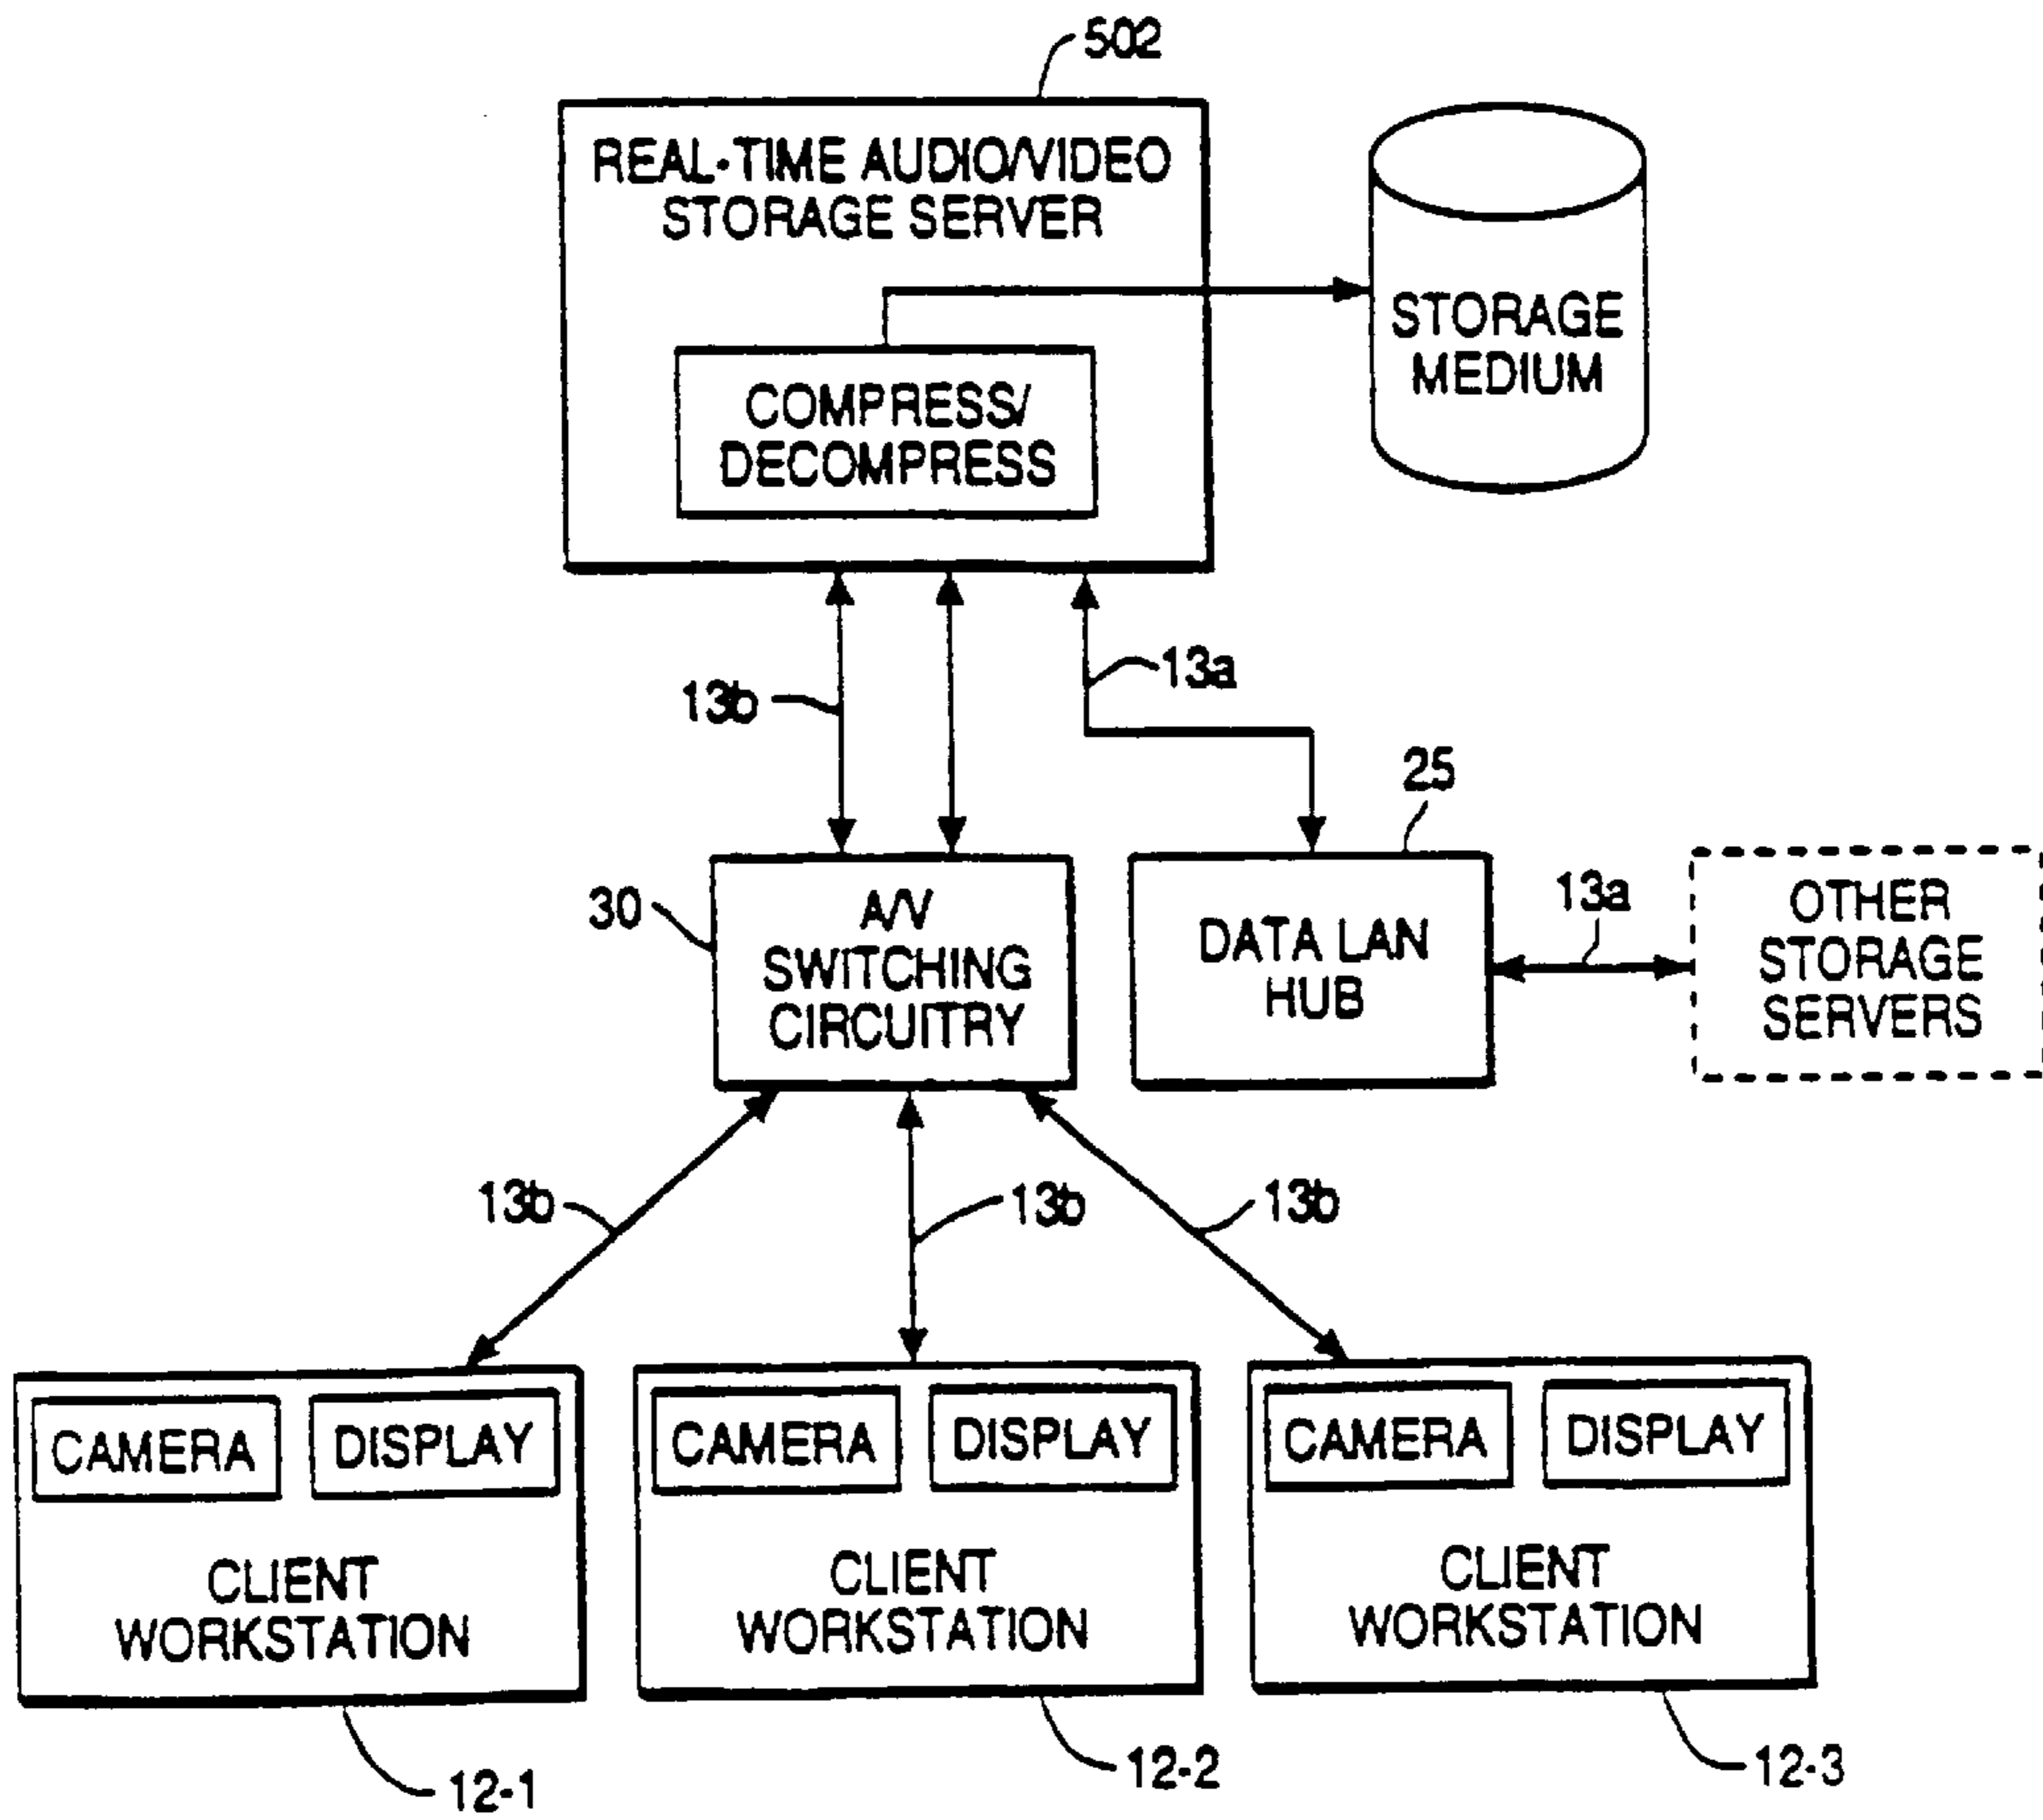 502
REAL-TIME AUDIO/VIDEO
STORAGE SERVER
STORAGE
MEDIUM
COMPRESS/
DECOMPRESS
13b
13a
25
30
A/V
SWITCHING
CIRCUITRY
DATA LAN
HUB
13a
OTHER
STORAGE
SERVERS
13b
13b
13b
CAMERA
DISPLAY
CLIENT
WORKSTATION
CAMERA
DISPLAY
CLIENT
WORKSTATION
CAMERA
DISPLAY
CLIENT
WORKSTATION
12-1
12-2
12-3